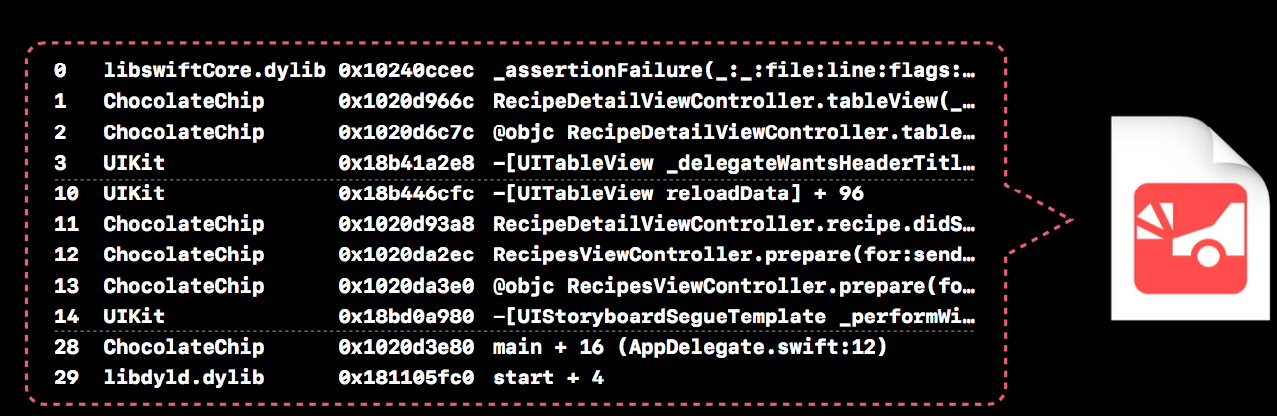 0 libswiftCore.dylib 0x10240ccec _assertionFailure(_:_:file:line:flags:…
1 ChocolateChip 0x1020d966c RecipeDetailViewController.tableView(_…
2 ChocolateChip 0x1020d6c7c @objc RecipeDetailViewController.table…
3 UIKit 0x18b41a2e8 -[UITableView _delegateWantsHeaderTitl…
10 UIKit 0x18b446cfc -[UITableView reloadData] + 96
11 ChocolateChip 0x1020d93a8 RecipeDetailViewController.recipe.didS…
12 ChocolateChip 0x1020da2ec RecipesViewController.prepare(for:send…
13 ChocolateChip 0x1020da3e0 @objc RecipesViewController.prepare(fo…
14 UIKit 0x18bd0a980 -[UIStoryboardSegueTemplate _performWi…
28 ChocolateChip 0x1020d3e80 main + 16 (AppDelegate.swift:12)
29 libdyld.dylib 0x181105fc0 start + 4